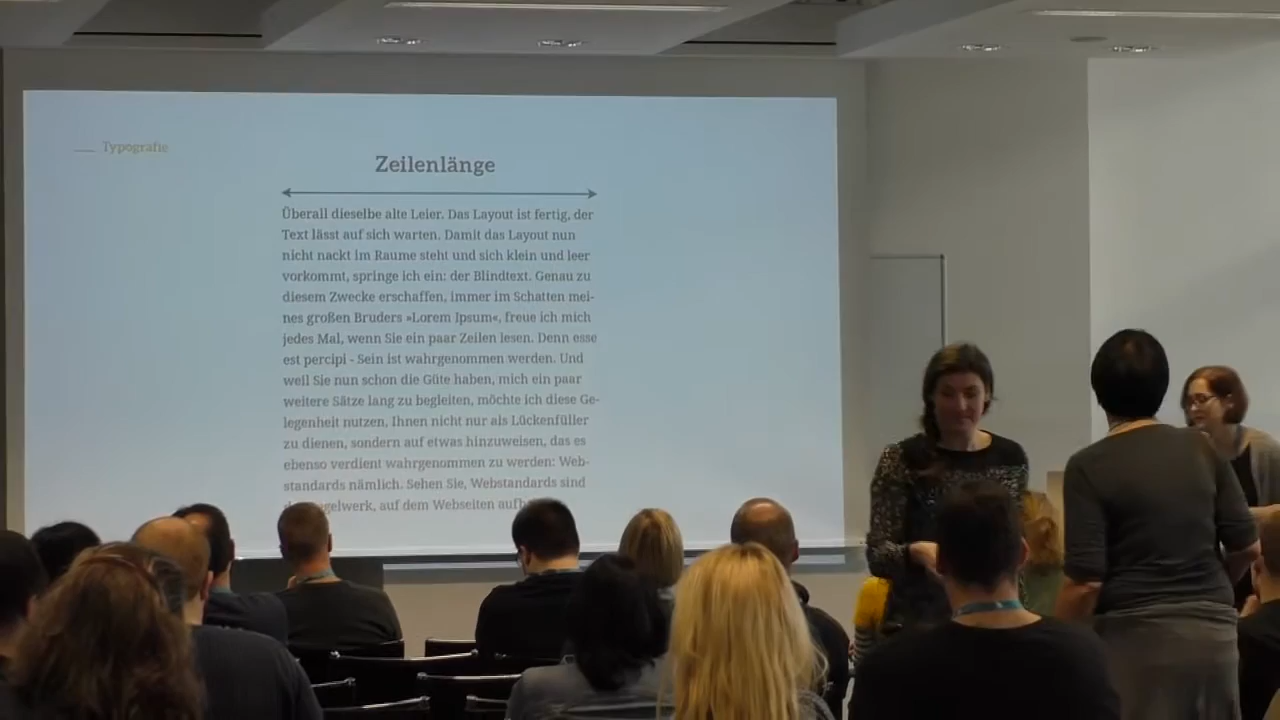 Typografie
Zeilenlänge
Überall dieselbe alte Leier. Das Layout ist fertig, der
Text lässt auf sich warten. Damit das Layout nun
nicht nackt im Raume steht und sich klein und leer
vorkommt, springe ich ein: der Blindtext. Genau zu
diesem Zwecke erschaffen, immer im Schatten mei-
nes großen Bruders »Lorem Ipsum«, freue ich mich
jedes Mal, wenn Sie ein paar Zeilen lesen. Denn esse
est percipi - Sein ist wahrgenommen werden. Und
weil Sie nun schon die Güte haben, mich ein paar
weitere Sätze lang zu begleiten, möchte ich diese Ge-
legenheit nutzen, Ihnen nicht nur als Lückenfüller
zu dienen, sondern auf etwas hinzuweisen, das es
ebenso verdient wahrgenommen zu werden: Web-
standards nämlich. Sehen Sie, Webstandards sind
auf dem Webseiten